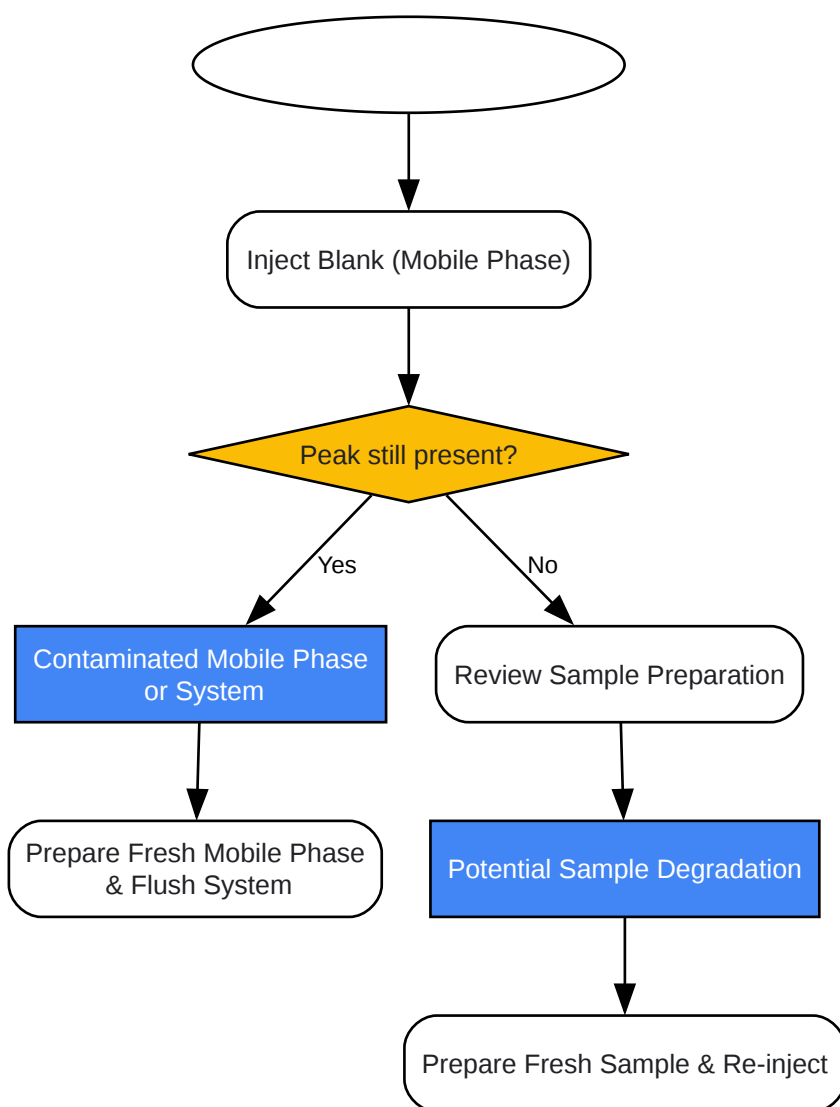 Inject Blank (Mobile Phase)
Peak still present?
Yes
No
Contaminated Mobile Phase
or System
Review Sample Preparation
Prepare Fresh Mobile Phase
& Flush System
Potential Sample Degradation
Prepare Fresh Sample & Re-inject